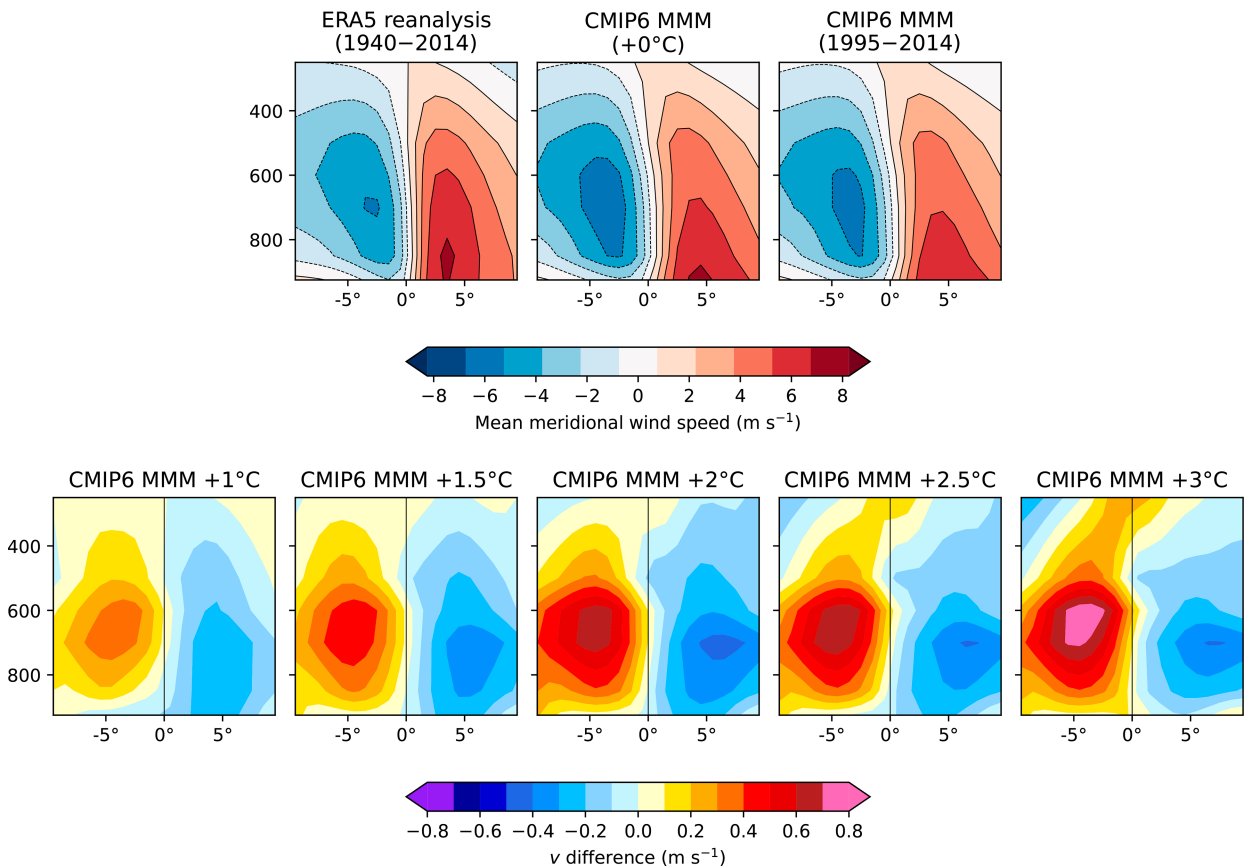 ERA5 reanalysis
(1940−2014)
CMIP6 MMM
(+0°C)
CMIP6 MMM
(1995−2014)
400
600
800
-5° 0° 5°
-5° 0° 5°
-5° 0° 5°
−8 −6 −4 −2 0 2 4 6 8
Mean meridional wind speed (m s⁻¹)
CMIP6 MMM +1°C
CMIP6 MMM +1.5°C
CMIP6 MMM +2°C
CMIP6 MMM +2.5°C
CMIP6 MMM +3°C
400
600
800
-5° 0° 5°
-5° 0° 5°
-5° 0° 5°
-5° 0° 5°
-5° 0° 5°
−0.8 −0.6 −0.4 −0.2 0.0 0.2 0.4 0.6 0.8
v difference (m s⁻¹)